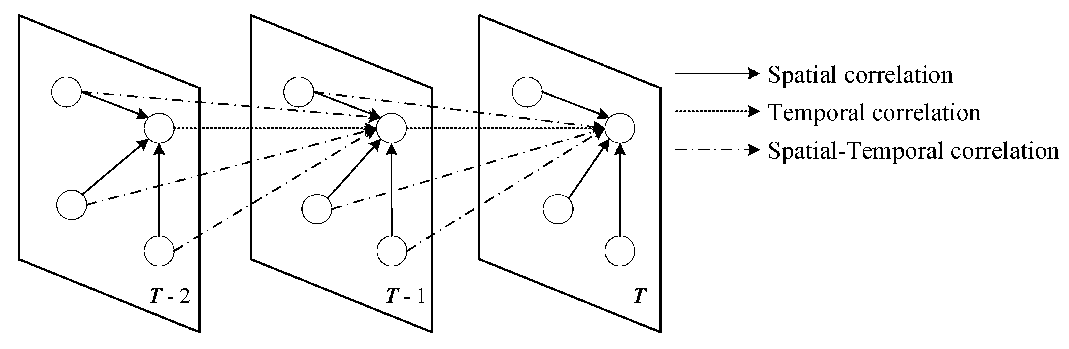 Spatial correlation
Temporal correlation
Spatial-Temporal correlation
T - 2
T - 1
T